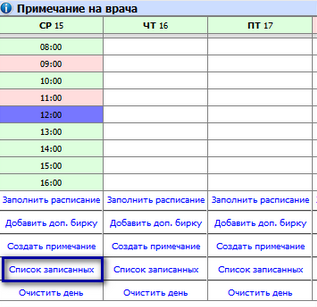 Примечание на врача
СР 15 ЧТ 16 ПТ 17
08:00
09:00
10:00
11:00
12:00
13:00
14:00
15:00
16:00
Заполнить расписание Заполнить расписание Заполнить расписание
Добавить доп. бирку Добавить доп. бирку Добавить доп. бирку
Создать примечание Создать примечание Создать примечание
Список записанных Список записанных Список записанных
Очистить день Очистить день Очистить день